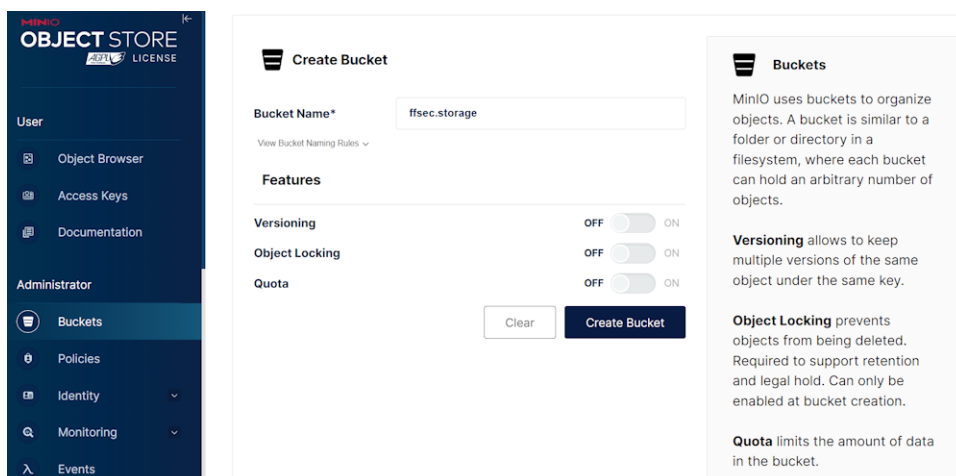 MINIO
OBJECT STORE
AGPLv3 LICENSE
User
Object Browser
Access Keys
Documentation
Administrator
Buckets
Policies
Identity
Monitoring
Events
Create Bucket
Bucket Name*
ffsec.storage
View Bucket Naming Rules
Features
Versioning
OFF
ON
Object Locking
OFF
ON
Quota
OFF
ON
Clear
Create Bucket
Buckets
MinIO uses buckets to organize
objects. A bucket is similar to a
folder or directory in a
filesystem, where each bucket
can hold an arbitrary number of
objects.
Versioning allows to keep
multiple versions of the same
object under the same key.
Object Locking prevents
objects from being deleted.
Required to support retention
and legal hold. Can only be
enabled at bucket creation.
Quota limits the amount of data
in the bucket.